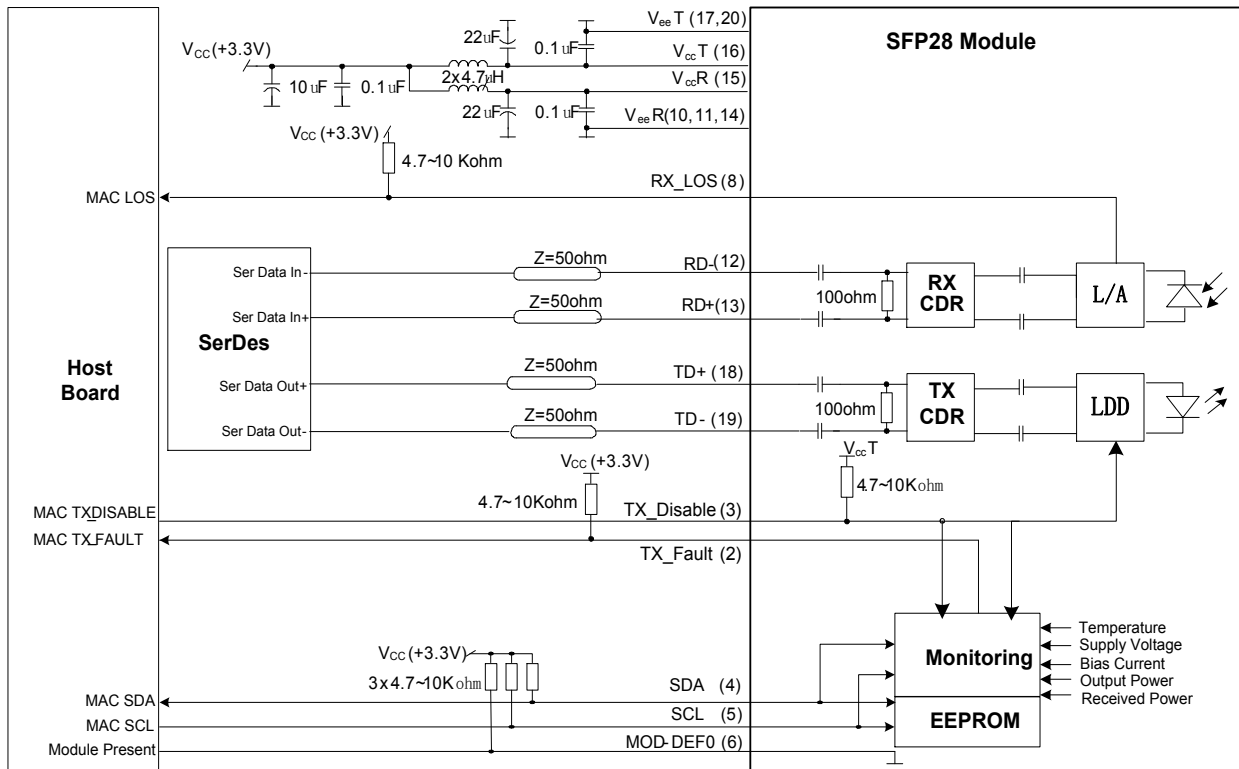 VeeT (17,20)
22uF
0.1uF
SFP28 Module
VCC(+3.3V)
VccT (16)
2x4.7μH
VccR (15)
10uF
0.1uF
22uF
0.1uF
VeeR(10, 11, 14)
VCC(+3.3V)
4.7~10 Kohm
MAC LOS
RX_LOS (8)
Ser Data In-
Z=50ohm
RD-(12)
100ohm
RX
CDR
L/A
Ser Data In+
Z=50ohm
RD+(13)
SerDes
Host
Board
Ser Data Out+
Z=50ohm
TD+ (18)
100ohm
TX
CDR
LDD
Ser Data Out-
Z=50ohm
TD- (19)
VCC(+3.3V)
VccT
4.7~10Kohm
4.7~10Kohm
MAC TX_DISABLE
TX_Disable (3)
MAC TX_FAULT
TX_Fault (2)
Monitoring
Temperature
Supply Voltage
Bias Current
Output Power
Received Power
VCC(+3.3V)
3x4.7~10Kohm
MAC SDA
SDA (4)
EEPROM
MAC SCL
SCL (5)
Module Present
MOD-DEF0 (6)